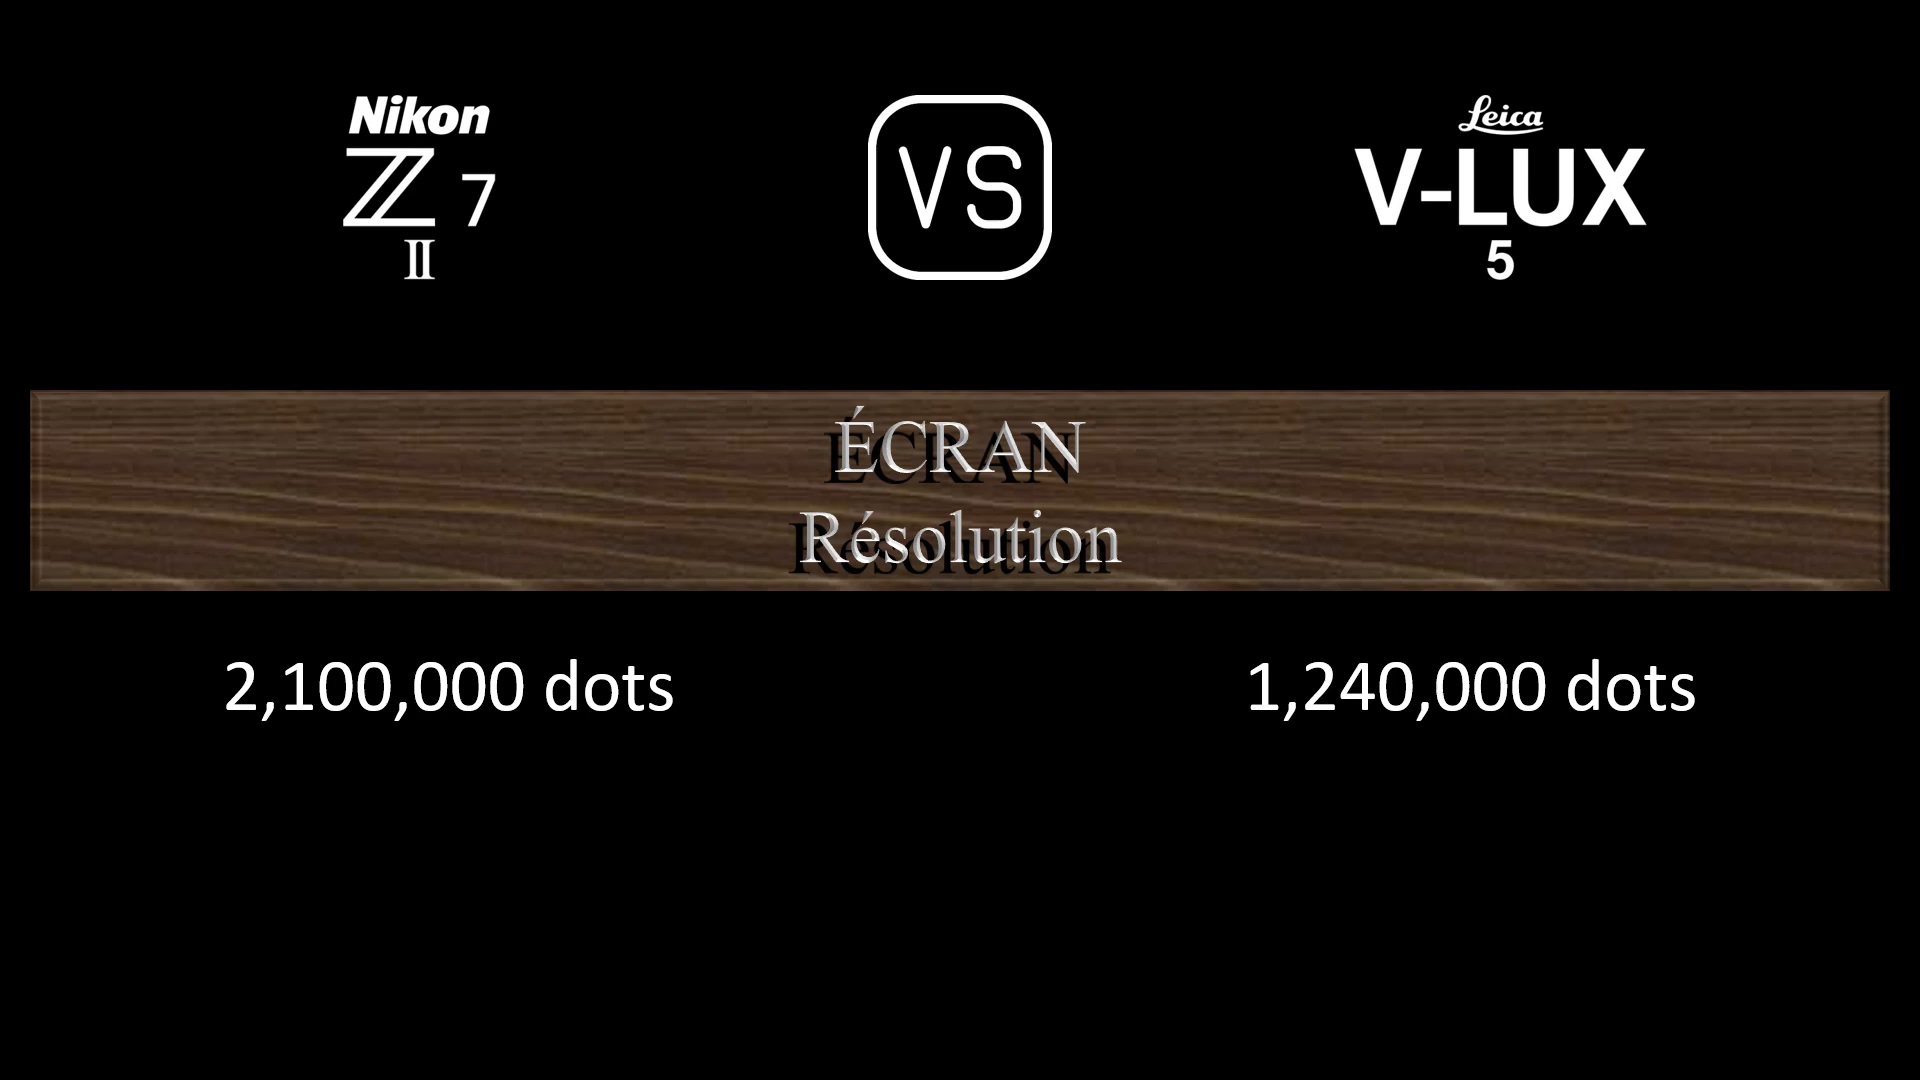 Nikon
Z 7
II
VS
Leica
V-LUX
5
ÉCRAN
Résolution
2,100,000 dots
1,240,000 dots